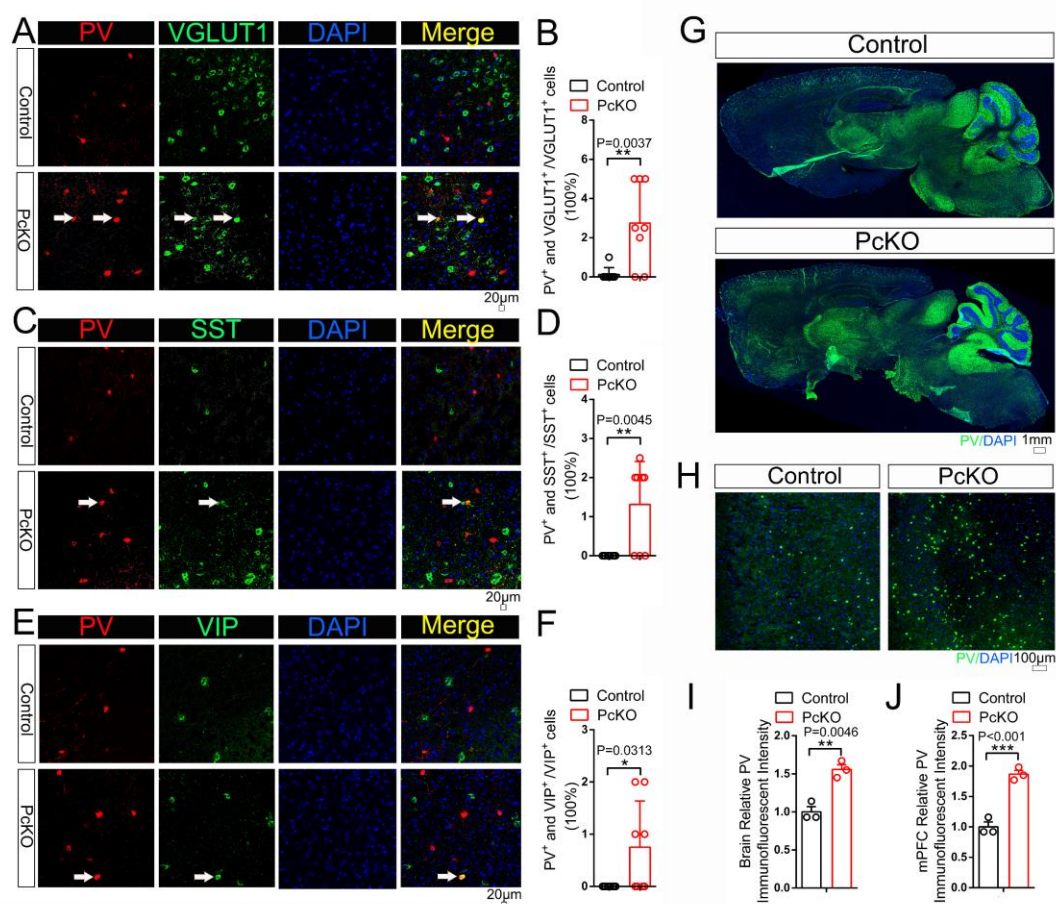 A
PV VGLUT1 DAPI Merge
Control
PcKO
20μm
B
Control
PcKO
PV+ and VGLUT1+/VGLUT1+ cells
(100%)
8
6
4
2
0
P=0.0037
**
C
PV SST DAPI Merge
Control
PcKO
20μm
D
Control
PcKO
PV+ and SST+/SST+ cells
(100%)
4
3
2
1
0
P=0.0045
**
E
PV VIP DAPI Merge
Control
PcKO
20μm
F
Control
PcKO
PV+ and VIP+/VIP+ cells
(100%)
3
2
1
0
P=0.0313
*
G
Control
PcKO
PV/DAPI 1mm
H
Control PcKO
PV/DAPI 100μm
I
Control
PcKO
Brain Relative PV
Immunofluorescent Intensity
2.0
1.5
1.0
0.5
0.0
P=0.0046
**
J
Control
PcKO
mPFC Relative PV
Immunofluorescent Intensity
2.5
2.0
1.5
1.0
0.5
0.0
P<0.001
***